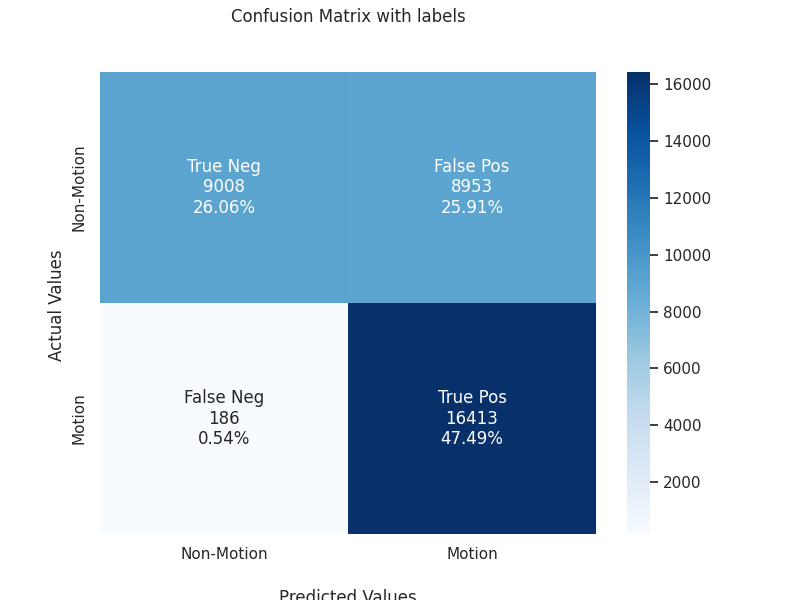 Confusion Matrix with labels
Actual Values
Non-Motion
Motion
True Neg
9008
26.06%
False Pos
8953
25.91%
False Neg
186
0.54%
True Pos
16413
47.49%
Non-Motion
Motion
Predicted Values
16000
14000
12000
10000
8000
6000
4000
2000